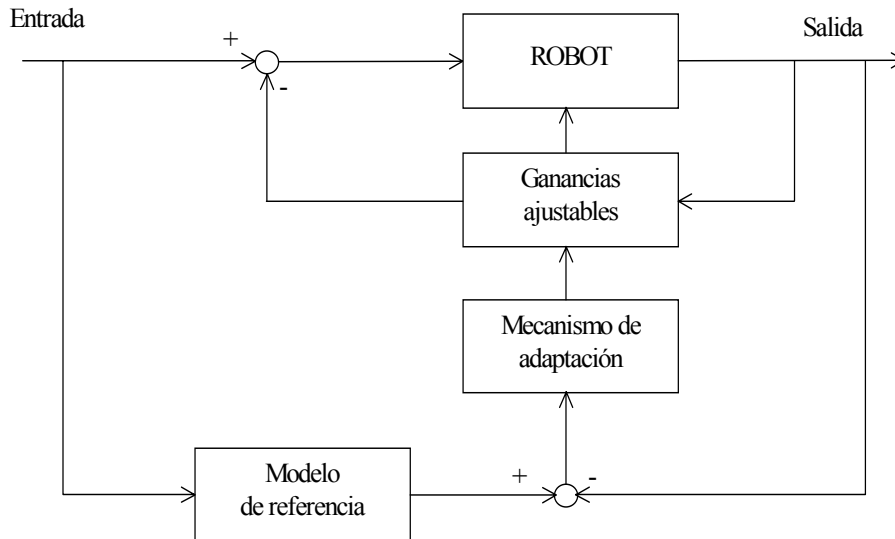 Entrada
Salida
+
-
ROBOT
Ganancias
ajustables
Mecanismo de
adaptación
Modelo
de referencia
+
-